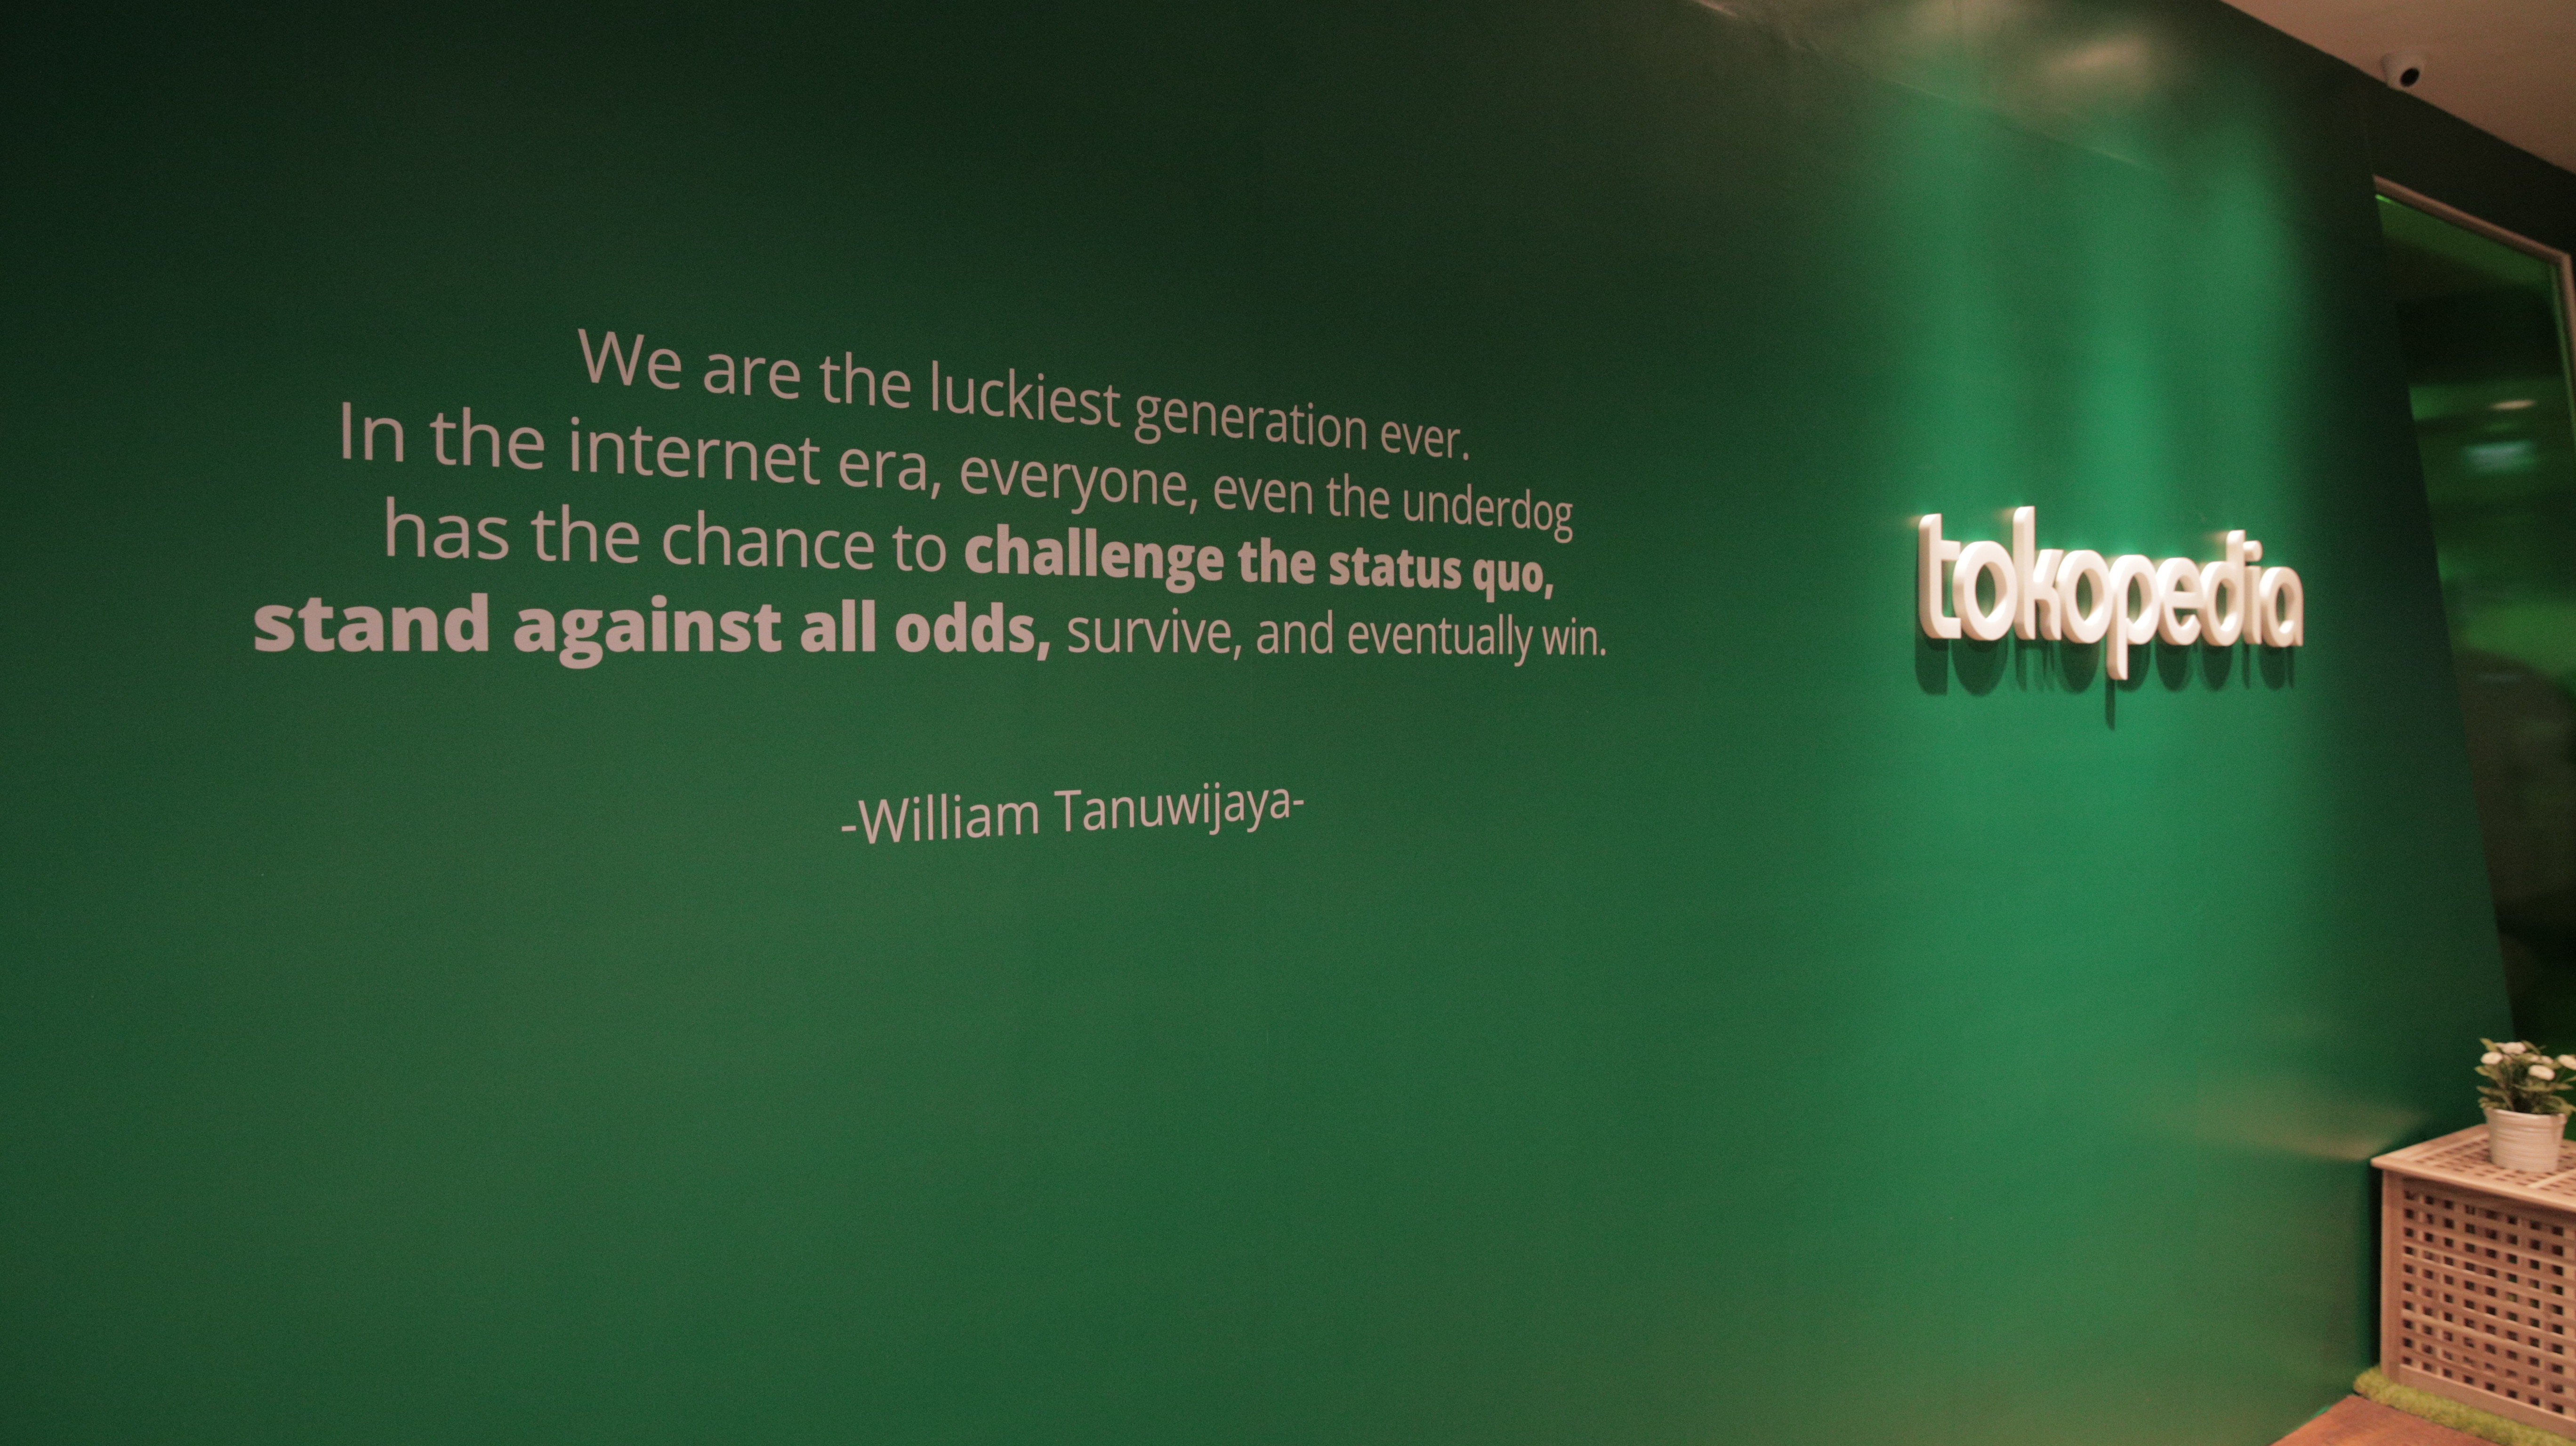 We are the luckiest generation ever.
In the internet era, everyone, even the underdog
has the chance to challenge the status quo,
stand against all odds, survive, and eventually win.
-William Tanuwijaya-
tokopedia